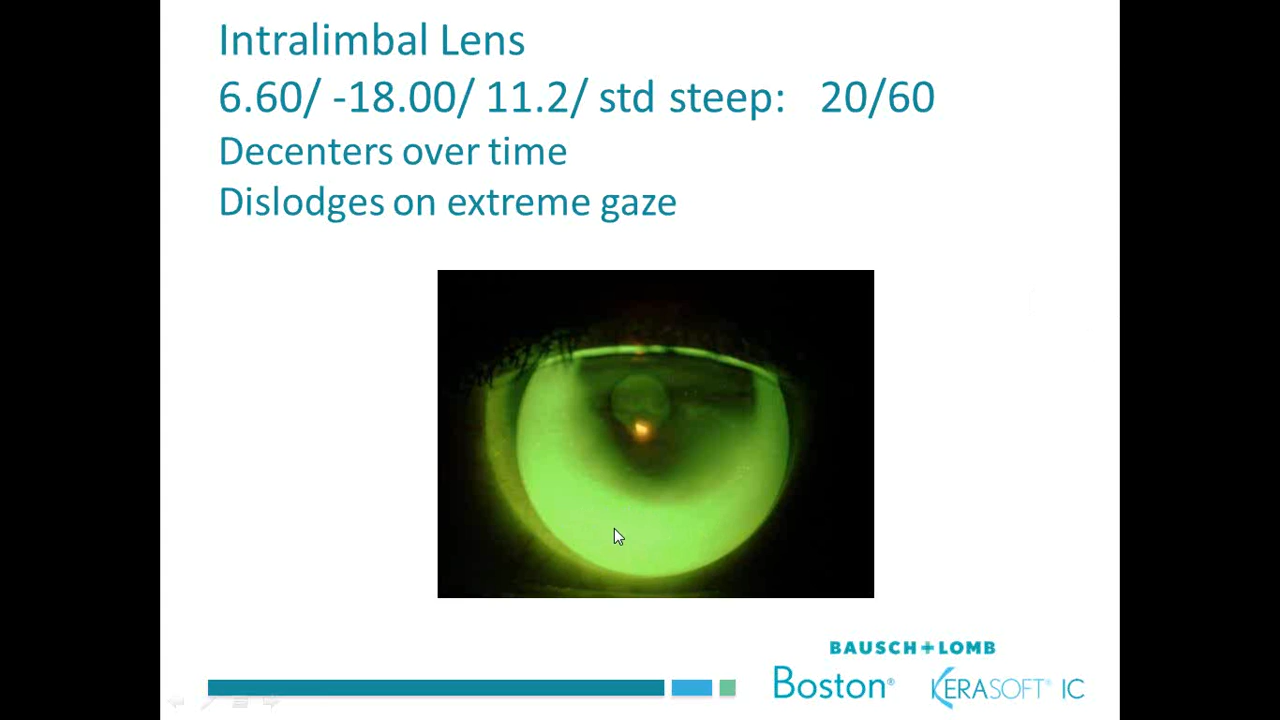 Intralimbal Lens
6.60/ -18.00/ 11.2/ std steep: 20/60
Decenters over time
Dislodges on extreme gaze
BAUSCH+LOMB
Boston® KERASOFT® IC